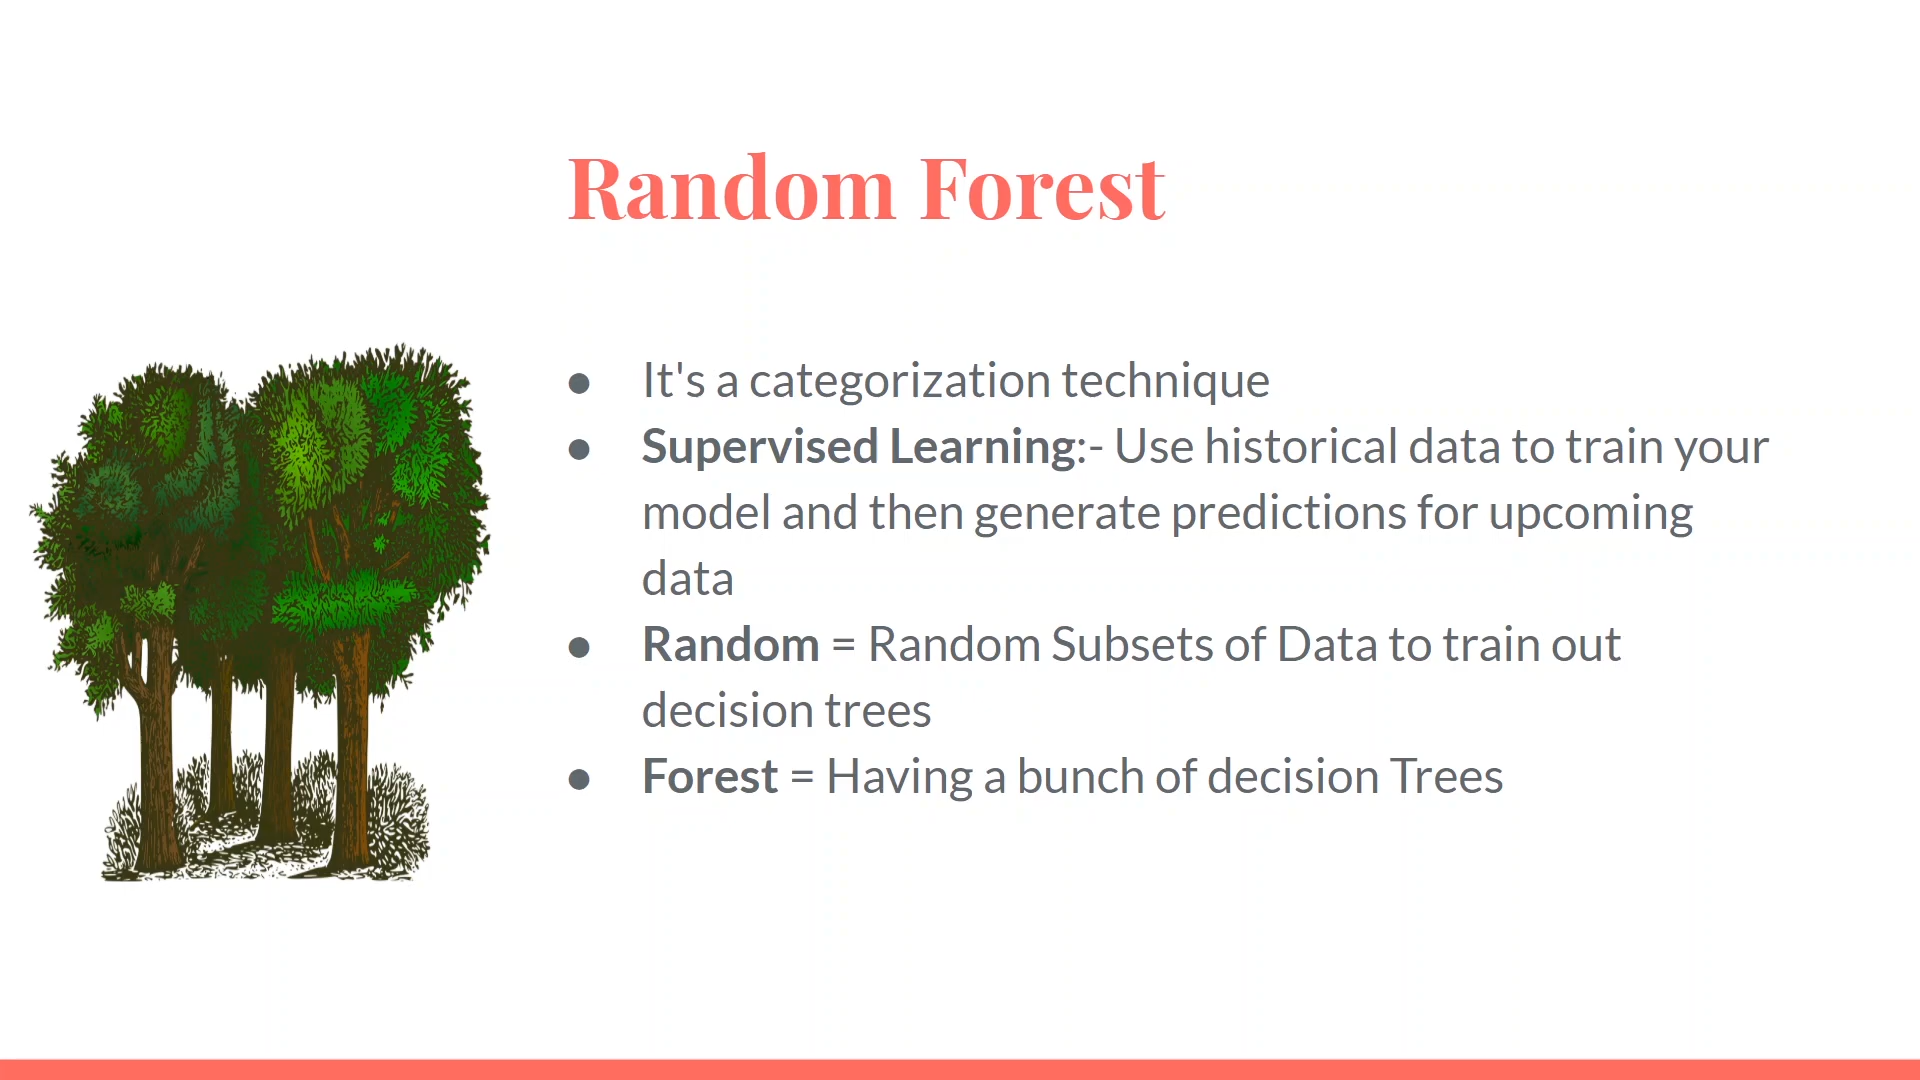 Random Forest
● It's a categorization technique
● Supervised Learning:- Use historical data to train your
model and then generate predictions for upcoming
data
● Random = Random Subsets of Data to train out
decision trees
● Forest = Having a bunch of decision Trees